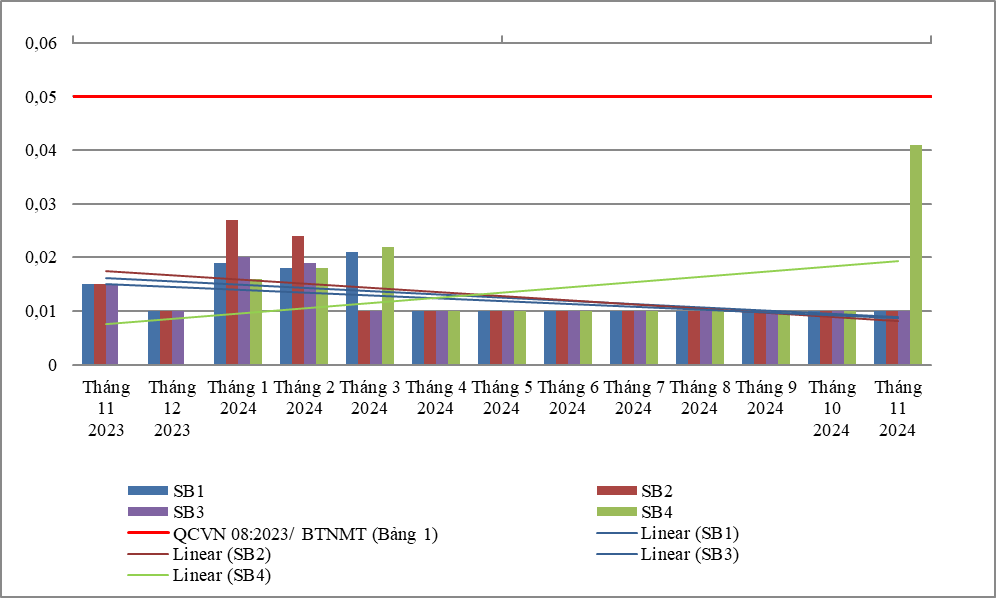 0,06
0,05
0,04
0,03
0,02
0,01
0
Tháng 11 2023
Tháng 12 2023
Tháng 1 2024
Tháng 2 2024
Tháng 3 2024
Tháng 4 2024
Tháng 5 2024
Tháng 6 2024
Tháng 7 2024
Tháng 8 2024
Tháng 9 2024
Tháng 10 2024
Tháng 11 2024
SB1
SB2
SB3
SB4
QCVN 08:2023/ BTNMT (Bảng 1)
Linear (SB1)
Linear (SB2)
Linear (SB3)
Linear (SB4)